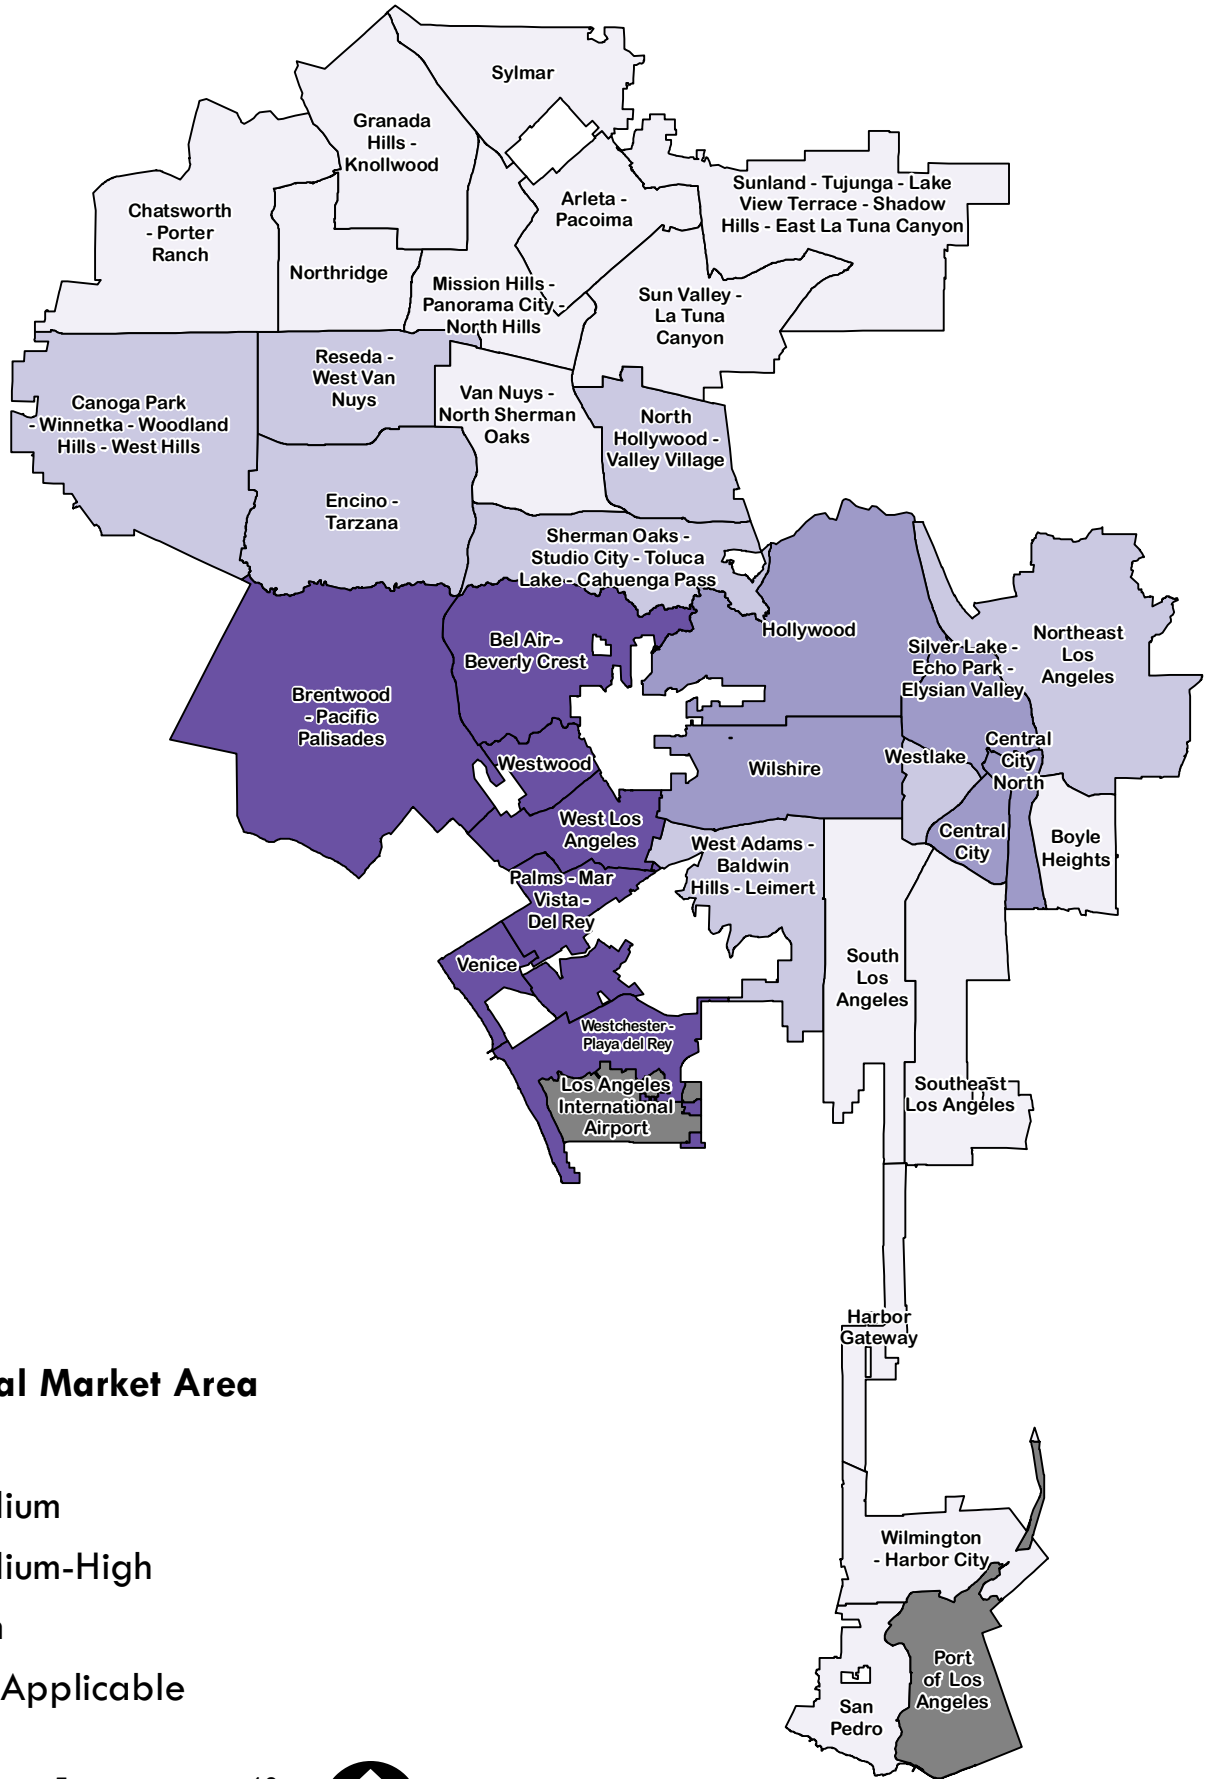 Sylmar
Granada
Hills -
Knollwood
Sunland - Tujunga - Lake
View Terrace - Shadow
Hills - East La Tuna Canyon
Arleta -
Pacoima
Chatsworth
- Porter
Ranch
Northridge
Mission Hills -
Panorama City -
North Hills
Sun Valley -
La Tuna
Canyon
Reseda -
West Van
Nuys
Canoga Park
- Winnetka - Woodland
Hills - West Hills
Van Nuys -
North Sherman
Oaks
North
Hollywood -
Valley Village
Encino -
Tarzana
Sherman Oaks -
Studio City - Toluca
Lake - Cahuenga Pass
Hollywood
Bel Air -
Beverly Crest
Silver Lake -
Echo Park -
Elysian Valley
Northeast
Los
Angeles
Brentwood
- Pacific
Palisades
Westwood
Wilshire
Westlake
Central
City
North
West Los
Angeles
Central
City
Boyle
Heights
West Adams -
Baldwin
Hills - Leimert
Palms - Mar
Vista -
Del Rey
Venice
South
Los
Angeles
Westchester -
Playa del Rey
Los Angeles
International
Airport
Southeast
Los Angeles
Harbor
Gateway
al Market Area
dium
dium-High
Applicable
Wilmington
- Harbor City
Port
of Los
Angeles
San
Pedro